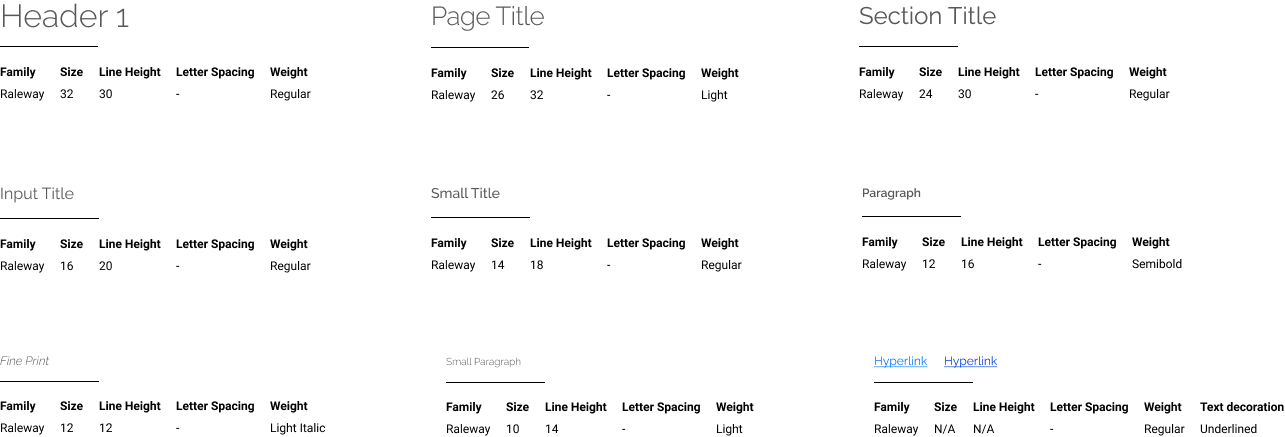 Header 1
Family Size Line Height Letter Spacing Weight
Raleway 32 30 - Regular
Page Title
Family Size Line Height Letter Spacing Weight
Raleway 26 32 - Light
Section Title
Family Size Line Height Letter Spacing Weight
Raleway 24 30 - Regular
Input Title
Family Size Line Height Letter Spacing Weight
Raleway 16 20 - Regular
Small Title
Family Size Line Height Letter Spacing Weight
Raleway 14 18 - Regular
Paragraph
Family Size Line Height Letter Spacing Weight
Raleway 12 16 - Semibold
Fine Print
Family Size Line Height Letter Spacing Weight
Raleway 12 12 - Light Italic
Small Paragraph
Family Size Line Height Letter Spacing Weight
Raleway 10 14 - Light
Hyperlink Hyperlink
Family Size Line Height Letter Spacing Weight Text decoration
Raleway N/A N/A - Regular Underlined